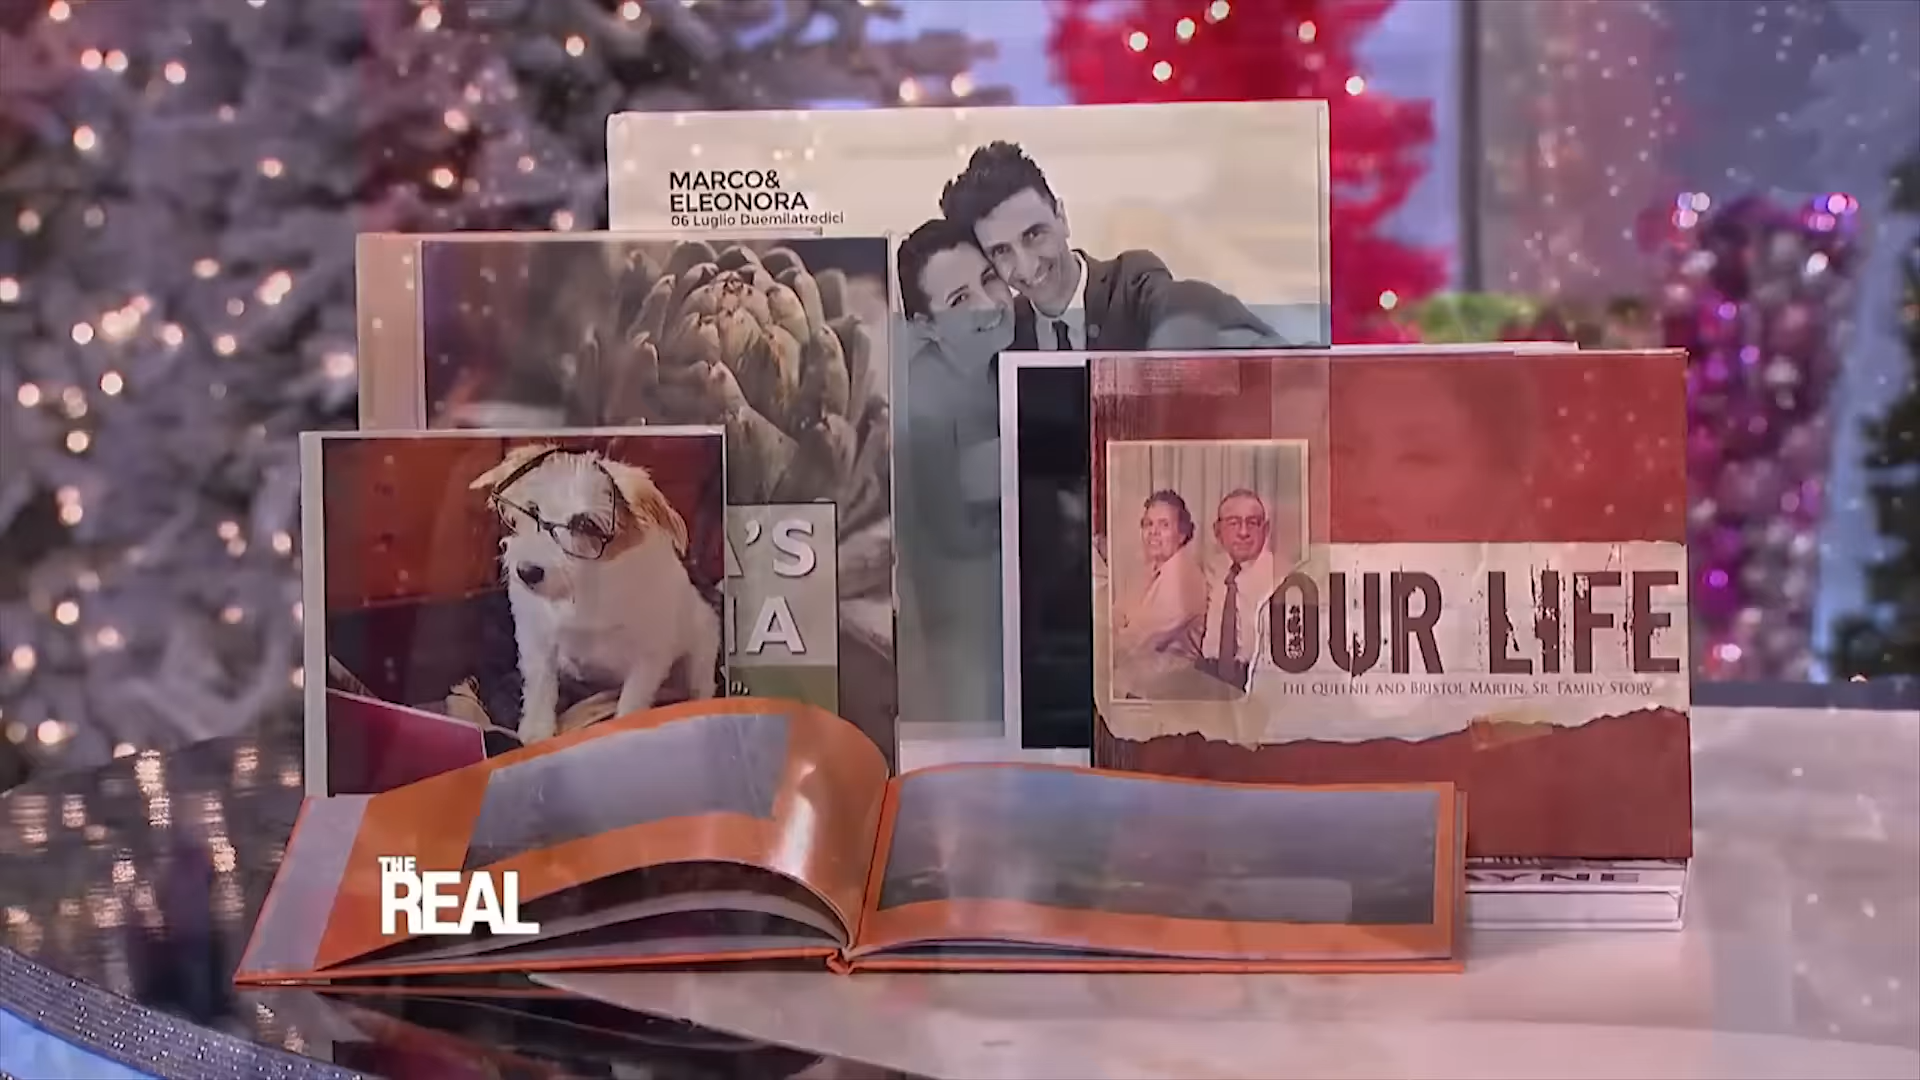 MARCO&
ELEONORA
06 Luglio Duemilatredici
'S
IA
OUR LIFE
THE QUEENIE AND BRISTOL MARTIN, SR. FAMILY STORY
AYNE
THE
REAL